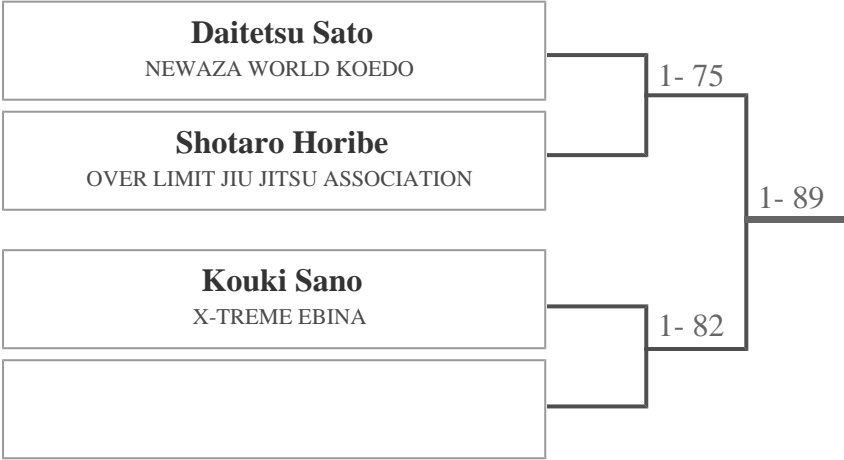 Daitetsu Sato
NEWAZA WORLD KOEDO
1- 75
Shotaro Horibe
OVER LIMIT JIU JITSU ASSOCIATION
1- 89
Kouki Sano
X-TREME EBINA
1- 82